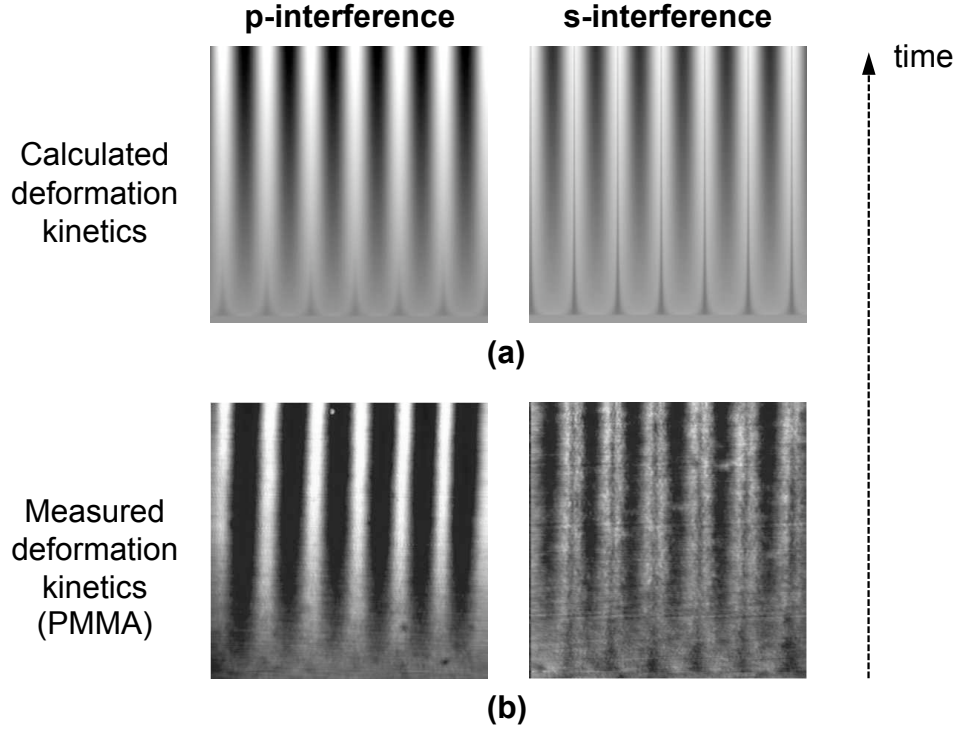 p-interference
s-interference
time
Calculated
deformation
kinetics
(a)
Measured
deformation
kinetics
(PMMA)
(b)